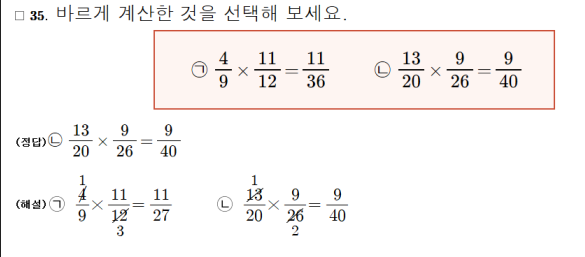 □ 35. 바르게 계산한 것을 선택해 보세요.
㉠ 4/9 × 11/12 = 11/36 ㉡ 13/20 × 9/26 = 9/40
(정답) ㉡ 13/20 × 9/26 = 9/40
1 1
(해설) ㉠ 4/9 × 11/12 = 11/27 ㉡ 13/20 × 9/26 = 9/40
3 2